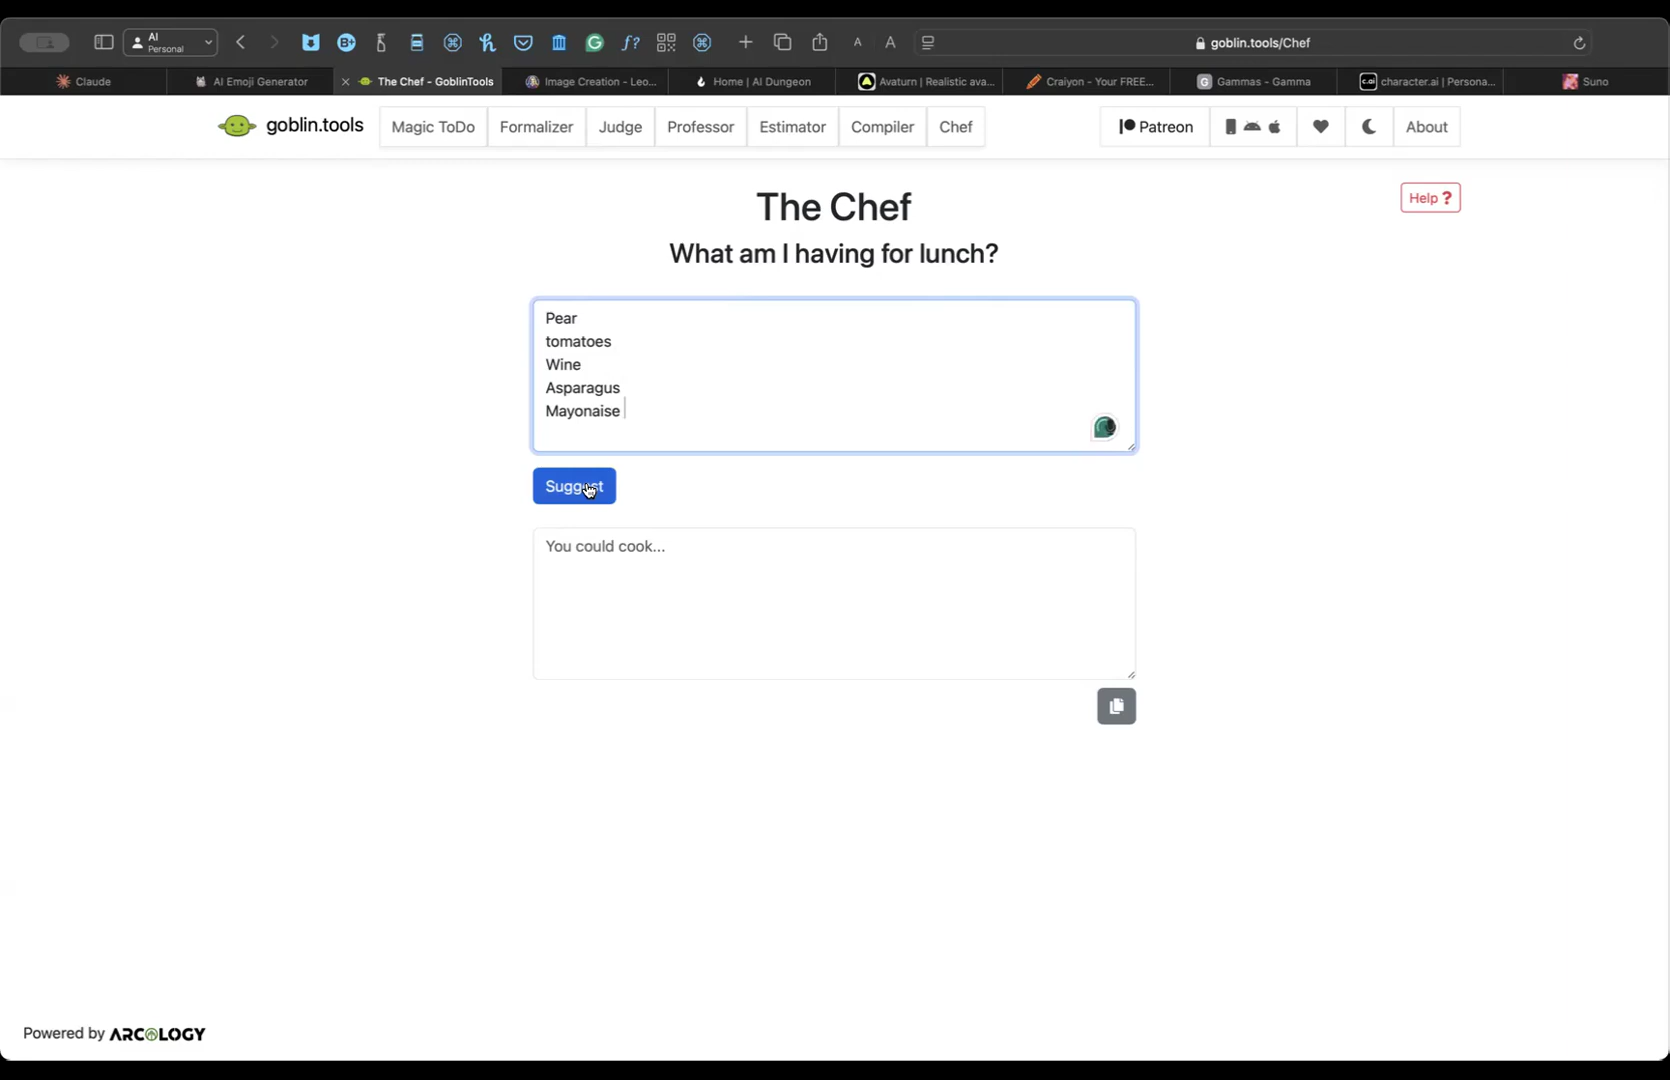 AI
Personal
goblin.tools/Chef
Claude
AI Emoji Generator
The Chef - GoblinTools
Image Creation - Leo...
Home | AI Dungeon
Avaturn | Realistic ava...
Craiyon - Your FREE...
Gammas - Gamma
character.ai | Persona...
Suno
goblin.tools
Magic ToDo
Formalizer
Judge
Professor
Estimator
Compiler
Chef
Patreon
About
The Chef
Help ?
What am I having for lunch?
Pear
tomatoes
Wine
Asparagus
Mayonaise
Suggest
You could cook...
Powered by ARCOLOGY